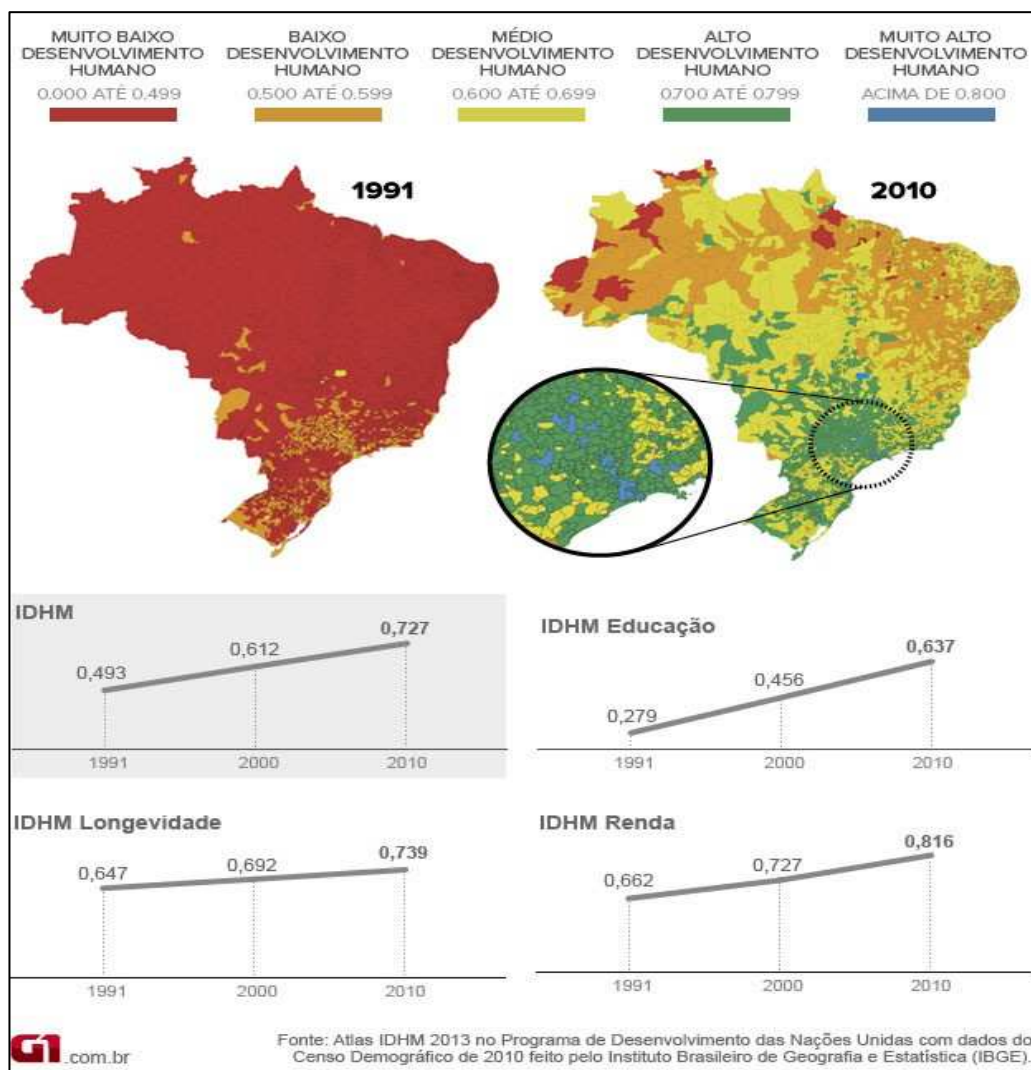 MUITO BAIXO
DESENVOLVIMENTO
HUMANO
0.000 ATÉ 0.499
BAIXO
DESENVOLVIMENTO
HUMANO
0.500 ATÉ 0.599
MÉDIO
DESENVOLVIMENTO
HUMANO
0.600 ATÉ 0.699
ALTO
DESENVOLVIMENTO
HUMANO
0.700 ATÉ 0.799
MUITO ALTO
DESENVOLVIMENTO
HUMANO
ACIMA DE 0.800
1991
2010
IDHM
0,493
0,612
0,727
1991
2000
2010
IDHM Educação
0,279
0,456
0,637
1991
2000
2010
IDHM Longevidade
0,647
0,692
0,739
1991
2000
2010
IDHM Renda
0,662
0,727
0,816
1991
2000
2010
G1.com.br
Fonte: Atlas IDHM 2013 no Programa de Desenvolvimento das Nações Unidas com dados do
Censo Demográfico de 2010 feito pelo Instituto Brasileiro de Geografia e Estatística (IBGE).